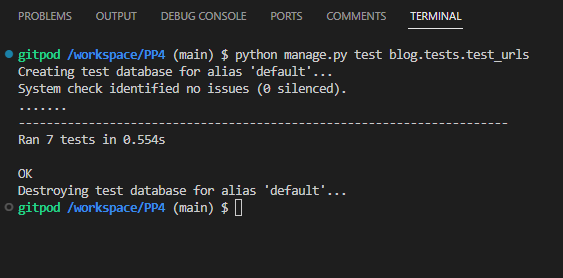 PROBLEMS OUTPUT DEBUG CONSOLE PORTS COMMENTS TERMINAL
gitpod /workspace/PP4 (main) $ python manage.py test blog.tests.test_urls
Creating test database for alias 'default'...
System check identified no issues (0 silenced).
.......
----------------------------------------------------------------------
Ran 7 tests in 0.554s
OK
Destroying test database for alias 'default'...
gitpod /workspace/PP4 (main) $